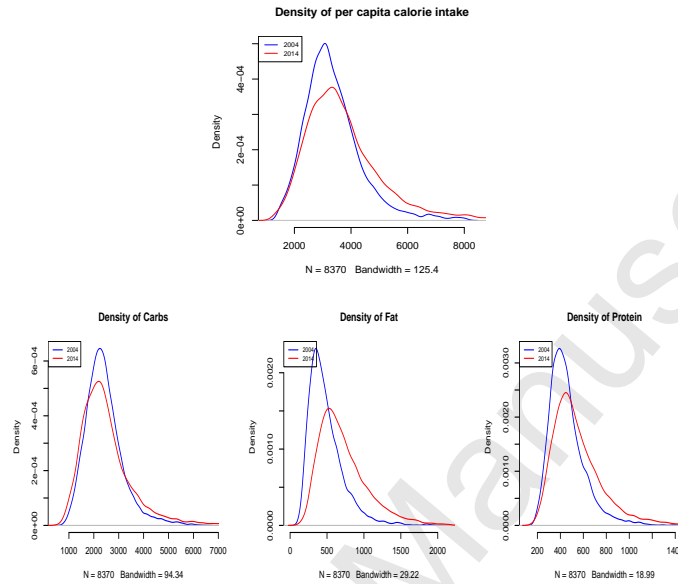 Density of per capita calorie intake
2004
2014
Density
0e+00 2e-04 4e-04
2000 4000 6000 8000
N = 8370 Bandwidth = 125.4
Density of Carbs
2004
2014
Density
0e+00 2e-04 4e-04 6e-04
1000 2000 3000 4000 5000 6000 7000
N = 8370 Bandwidth = 94.34
Density of Fat
2004
2014
Density
0.0000 0.0010 0.0020
0 500 1000 1500 2000
N = 8370 Bandwidth = 29.22
Density of Protein
2004
2014
Density
0.0000 0.0010 0.0020 0.0030
200 400 600 800 1000 1400
N = 8370 Bandwidth = 18.99
Manus